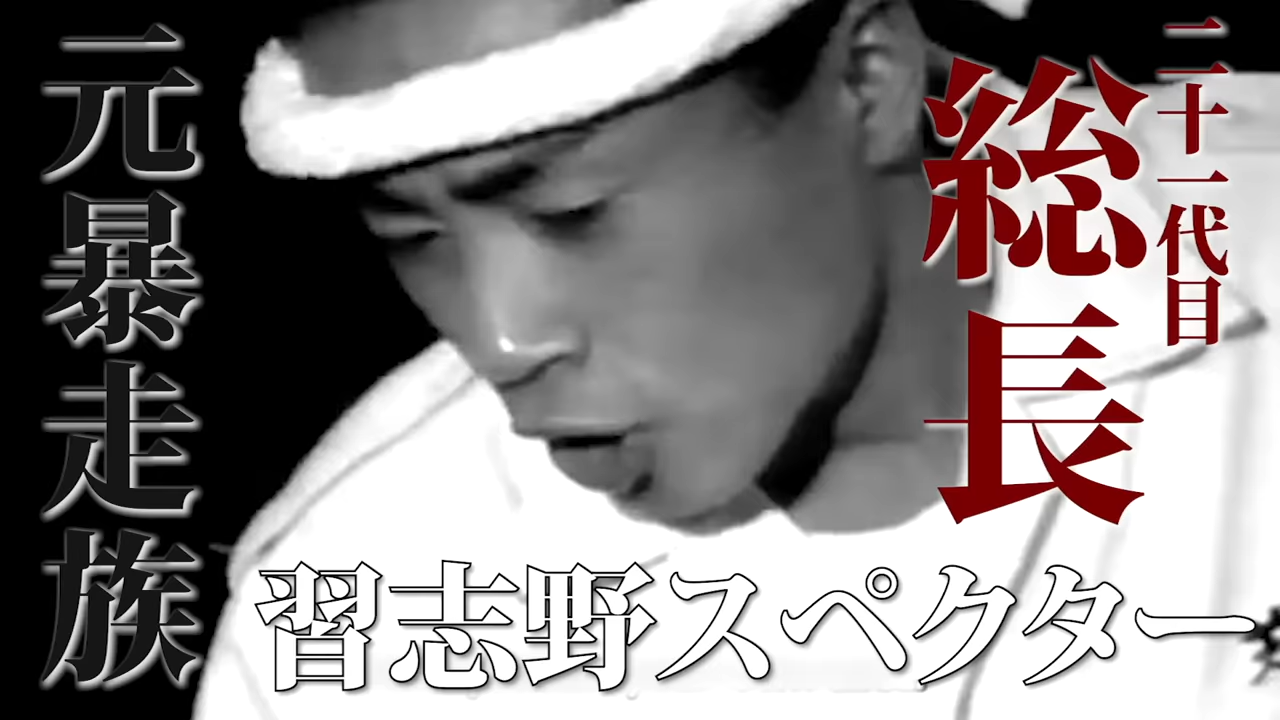 二十一代目
総長
元暴走族
習志野スペクター